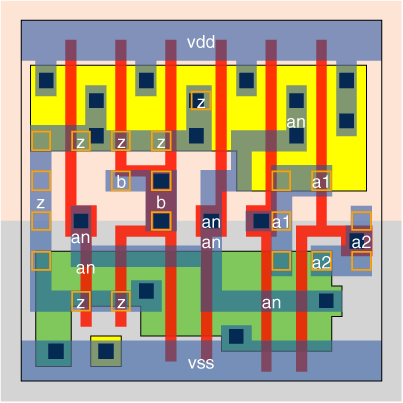 vdd
z
an
z z z
b a1
z b
an an a1
an a2
an a2
z z an
vss